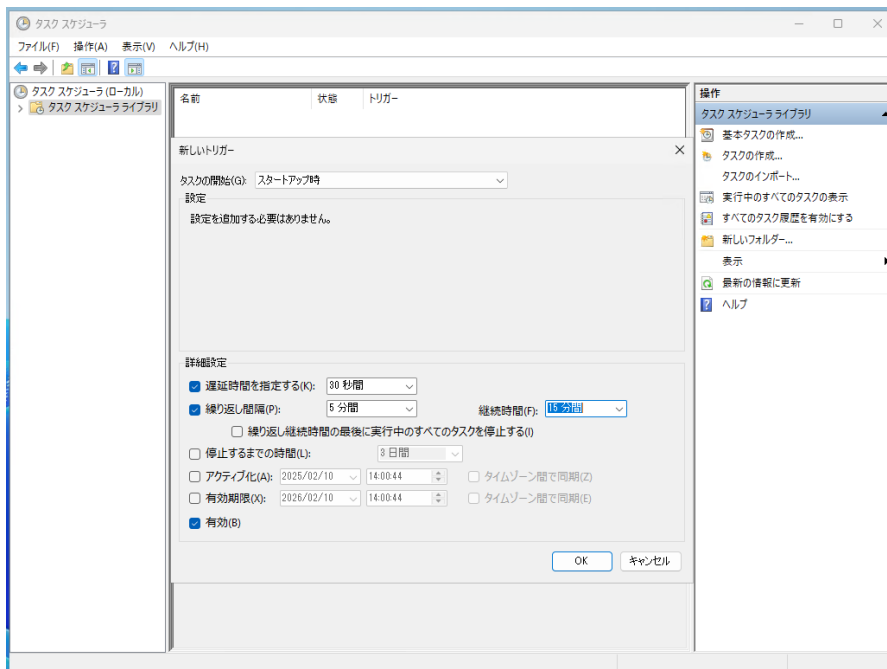 タスク スケジューラ
ファイル(F) 操作(A) 表示(V) ヘルプ(H)
タスク スケジューラ (ローカル)
タスク スケジューラ ライブラリ
名前 状態 トリガー
新しいトリガー
タスクの開始(G): スタートアップ時
設定
設定を追加する必要はありません。
詳細設定
遅延時間を指定する(K): 30 秒間
繰り返し間隔(P): 5 分間 継続時間(F): 15 分間
繰り返し継続時間の最後に実行中のすべてのタスクを停止する(I)
停止するまでの時間(L): 3 日間
アクティブ化(A): 2025/02/10 14:00:44 タイムゾーン間で同期(Z)
有効期限(X): 2026/02/10 14:00:44 タイムゾーン間で同期(E)
有効(B)
OK キャンセル
操作
タスク スケジューラ ライブラリ
基本タスクの作成...
タスクの作成...
タスクのインポート...
実行中のすべてのタスクの表示
すべてのタスク履歴を有効にする
新しいフォルダー...
表示
最新の情報に更新
ヘルプ